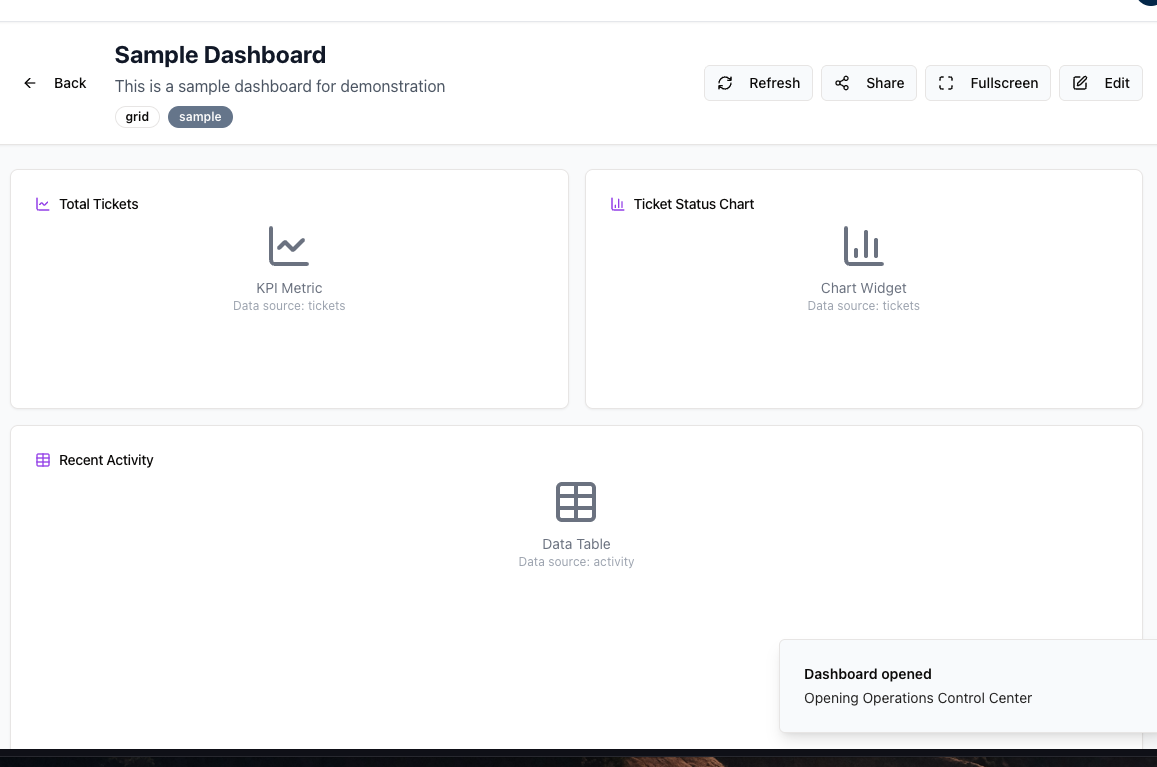 Back
Sample Dashboard
This is a sample dashboard for demonstration
grid
sample
Refresh
Share
Fullscreen
Edit
Total Tickets
KPI Metric
Data source: tickets
Ticket Status Chart
Chart Widget
Data source: tickets
Recent Activity
Data Table
Data source: activity
Dashboard opened
Opening Operations Control Center